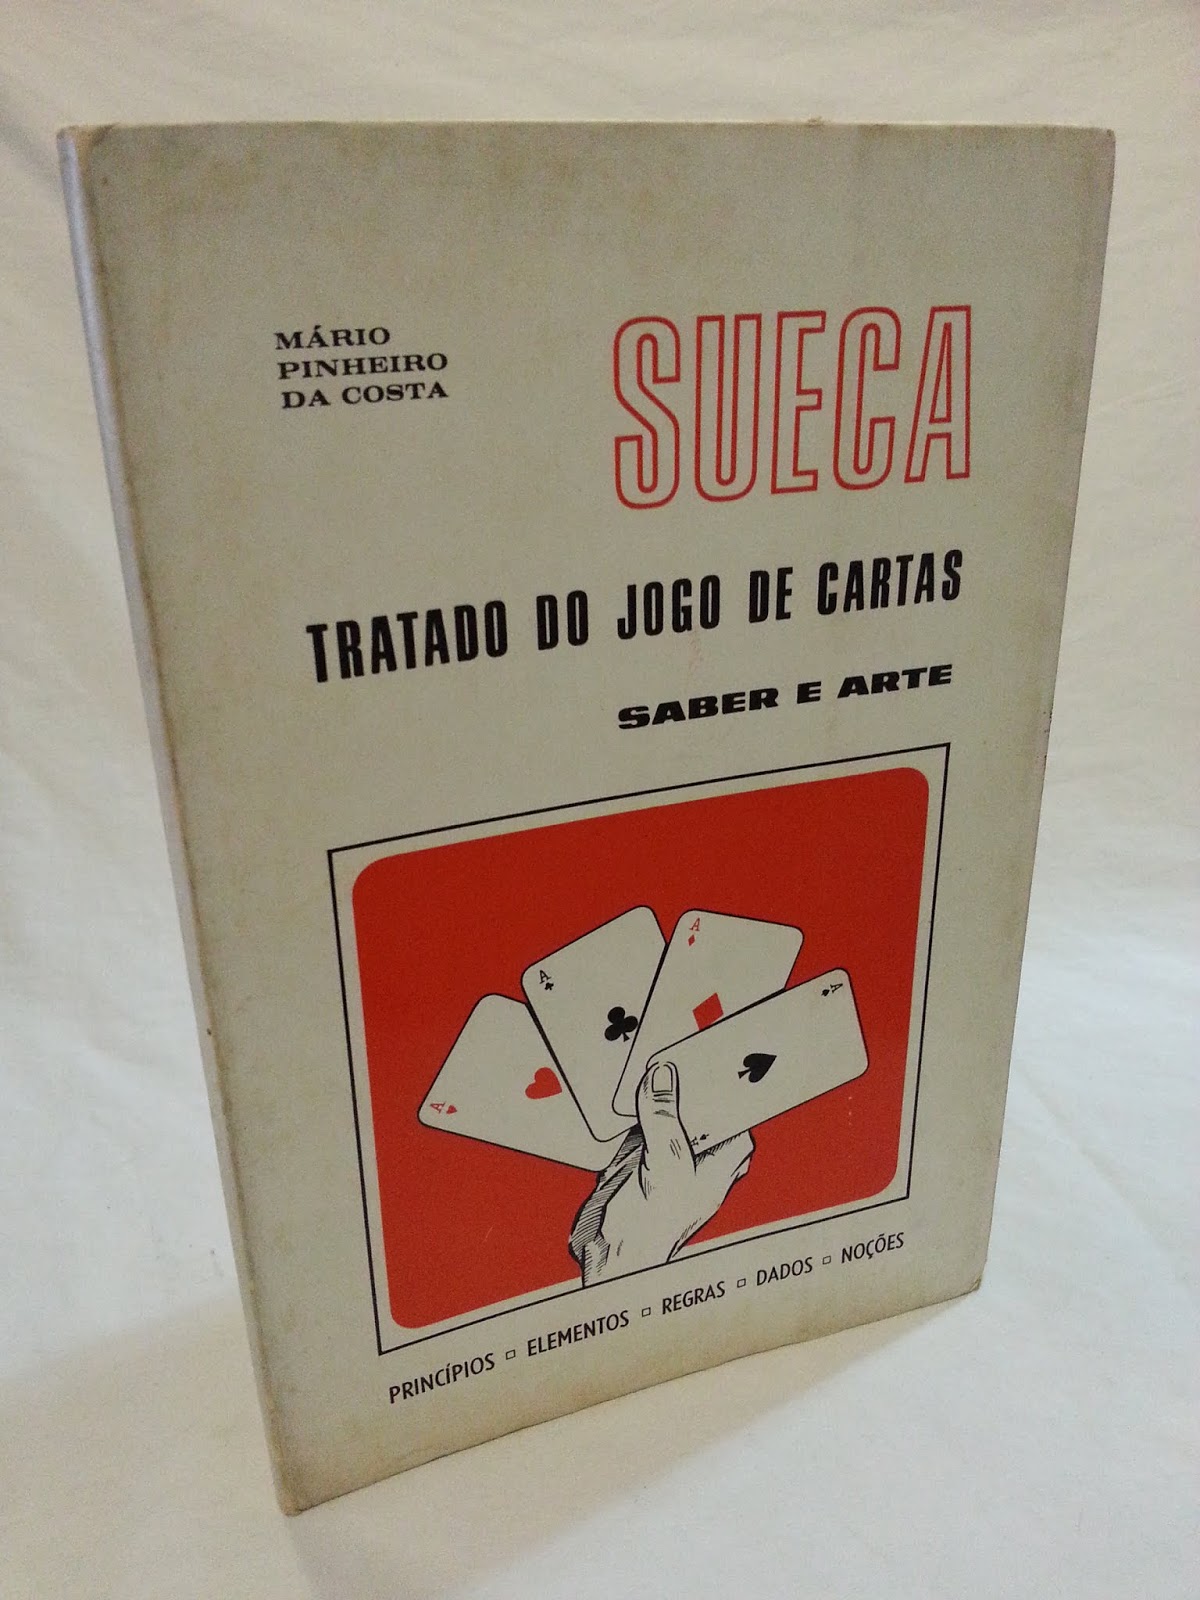 MÁRIO
PINHEIRO
DA COSTA
SUECA
TRATADO DO JOGO DE CARTAS
SABER E ARTE
A
A
A
A
A
PRINCÍPIOS ▫ ELEMENTOS ▫ REGRAS ▫ DADOS ▫ NOÇÕES